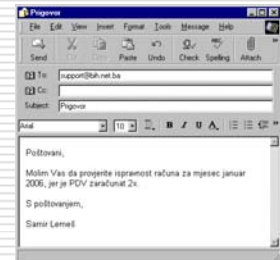 Prigovor
File Edit View Insert Format Tools Message Help
Send Cut Copy Paste Undo Check Spelling Attach
To: support@bih.net.ba
Cc:
Subject: Prigovor
Arial 10 B I U A
Poštovani,
Molim Vas da provjerite ispravnost računa za mjesec januar
2006, jer je PDV zaračunat 2x.
S poštovanjem,
Samir Lemeš